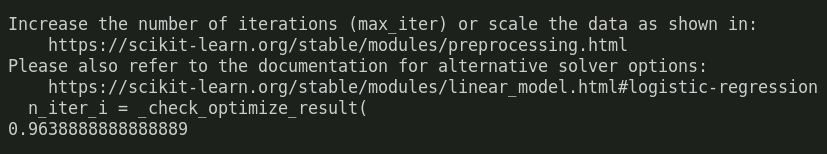 Increase the number of iterations (max_iter) or scale the data as shown in:
    https://scikit-learn.org/stable/modules/preprocessing.html
Please also refer to the documentation for alternative solver options:
    https://scikit-learn.org/stable/modules/linear_model.html#logistic-regression
  n_iter_i = _check_optimize_result(
0.9638888888888889